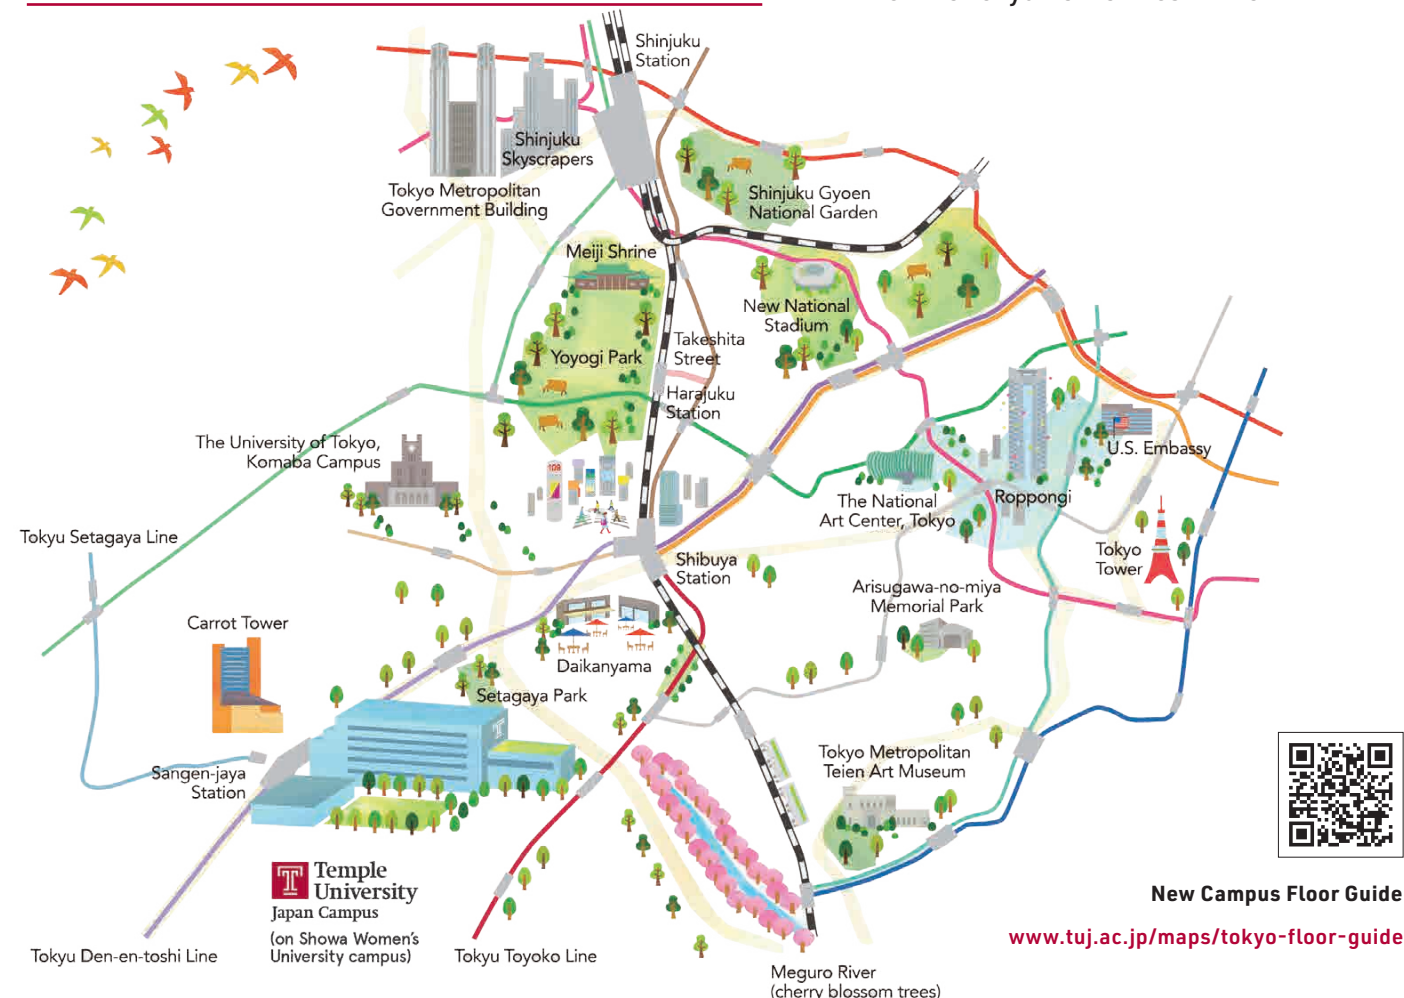 Shinjuku
Station
Shinjuku
Skyscrapers
Tokyo Metropolitan
Government Building
Shinjuku Gyoen
National Garden
Meiji Shrine
New National
Stadium
Takeshita
Street
Yoyogi Park
Harajuku
Station
The University of Tokyo,
Komaba Campus
109
U.S. Embassy
The National
Art Center, Tokyo
Roppongi
Tokyu Setagaya Line
Tokyo
Tower
Shibuya
Station
Arisugawa-no-miya
Memorial Park
Carrot Tower
Daikanyama
Setagaya Park
Tokyo Metropolitan
Teien Art Museum
Sangen-jaya
Station
Temple
University
Japan Campus
(on Showa Women's
University campus)
New Campus Floor Guide
www.tuj.ac.jp/maps/tokyo-floor-guide
Tokyu Den-en-toshi Line
Tokyu Toyoko Line
Meguro River
(cherry blossom trees)